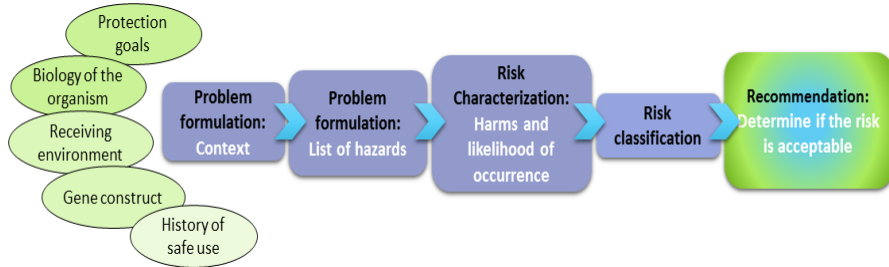 Protection
goals
Biology of the
organism
Receiving
environment
Gene construct
History of
safe use
Problem
formulation:
Context
Problem
formulation:
List of hazards
Risk
Characterization:
Harms and
likelihood of
occurrence
Risk
classification
Recommendation:
Determine if the risk
is acceptable